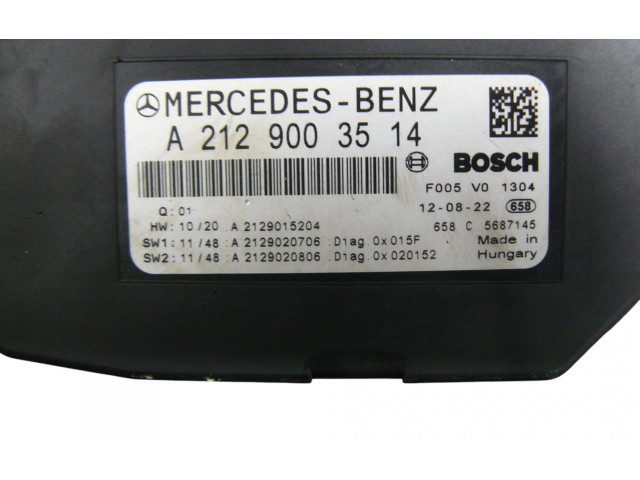 MERCEDES-BENZ
A 212 900 35 14
BOSCH
F005 V0 1304
Q:01
12-08-22 658
HW: 10/20 :A 2129015204
658 C 5687145
SW1: 11/48 :A 2129020706 .Diag.0x015F
Made in
SW2: 11/48 :A 2129020806 .Diag.0x020152
Hungary